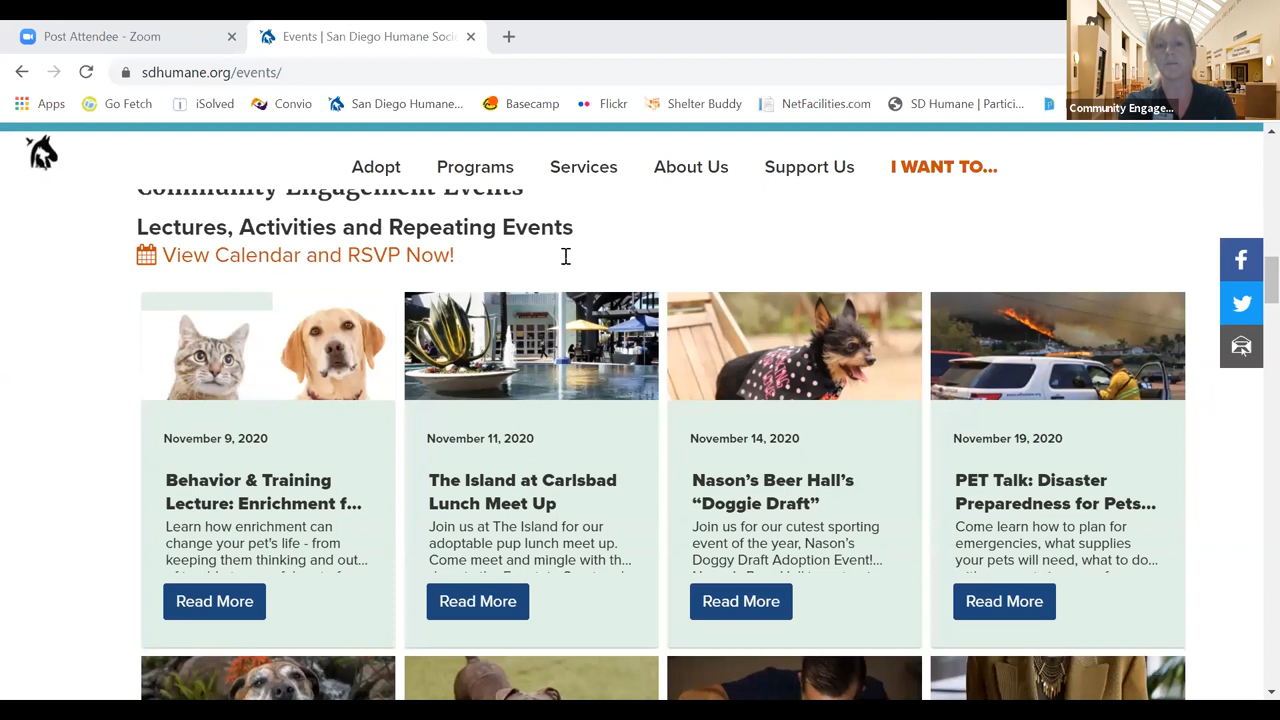 Post Attendee - Zoom
Events | San Diego Humane Soci
sdhumane.org/events/
Apps Go Fetch iSolved Convio San Diego Humane... Basecamp Flickr Shelter Buddy NetFacilities.com SD Humane | Partici...
Community Engage...
Adopt Programs Services About Us Support Us I WANT TO...
Community Engagement Events
Lectures, Activities and Repeating Events
View Calendar and RSVP Now!
November 9, 2020
Behavior & Training
Lecture: Enrichment f...
Learn how enrichment can
change your pet's life - from
keeping them thinking and out...
Read More
November 11, 2020
The Island at Carlsbad
Lunch Meet Up
Join us at The Island for our
adoptable pup lunch meet up.
Come meet and mingle with th...
Read More
November 14, 2020
Nason's Beer Hall's
“Doggie Draft”
Join us for our cutest sporting
event of the year, Nason's
Doggy Draft Adoption Event!...
Read More
November 19, 2020
PET Talk: Disaster
Preparedness for Pets...
Come learn how to plan for
emergencies, what supplies
your pets will need, what to do...
Read More